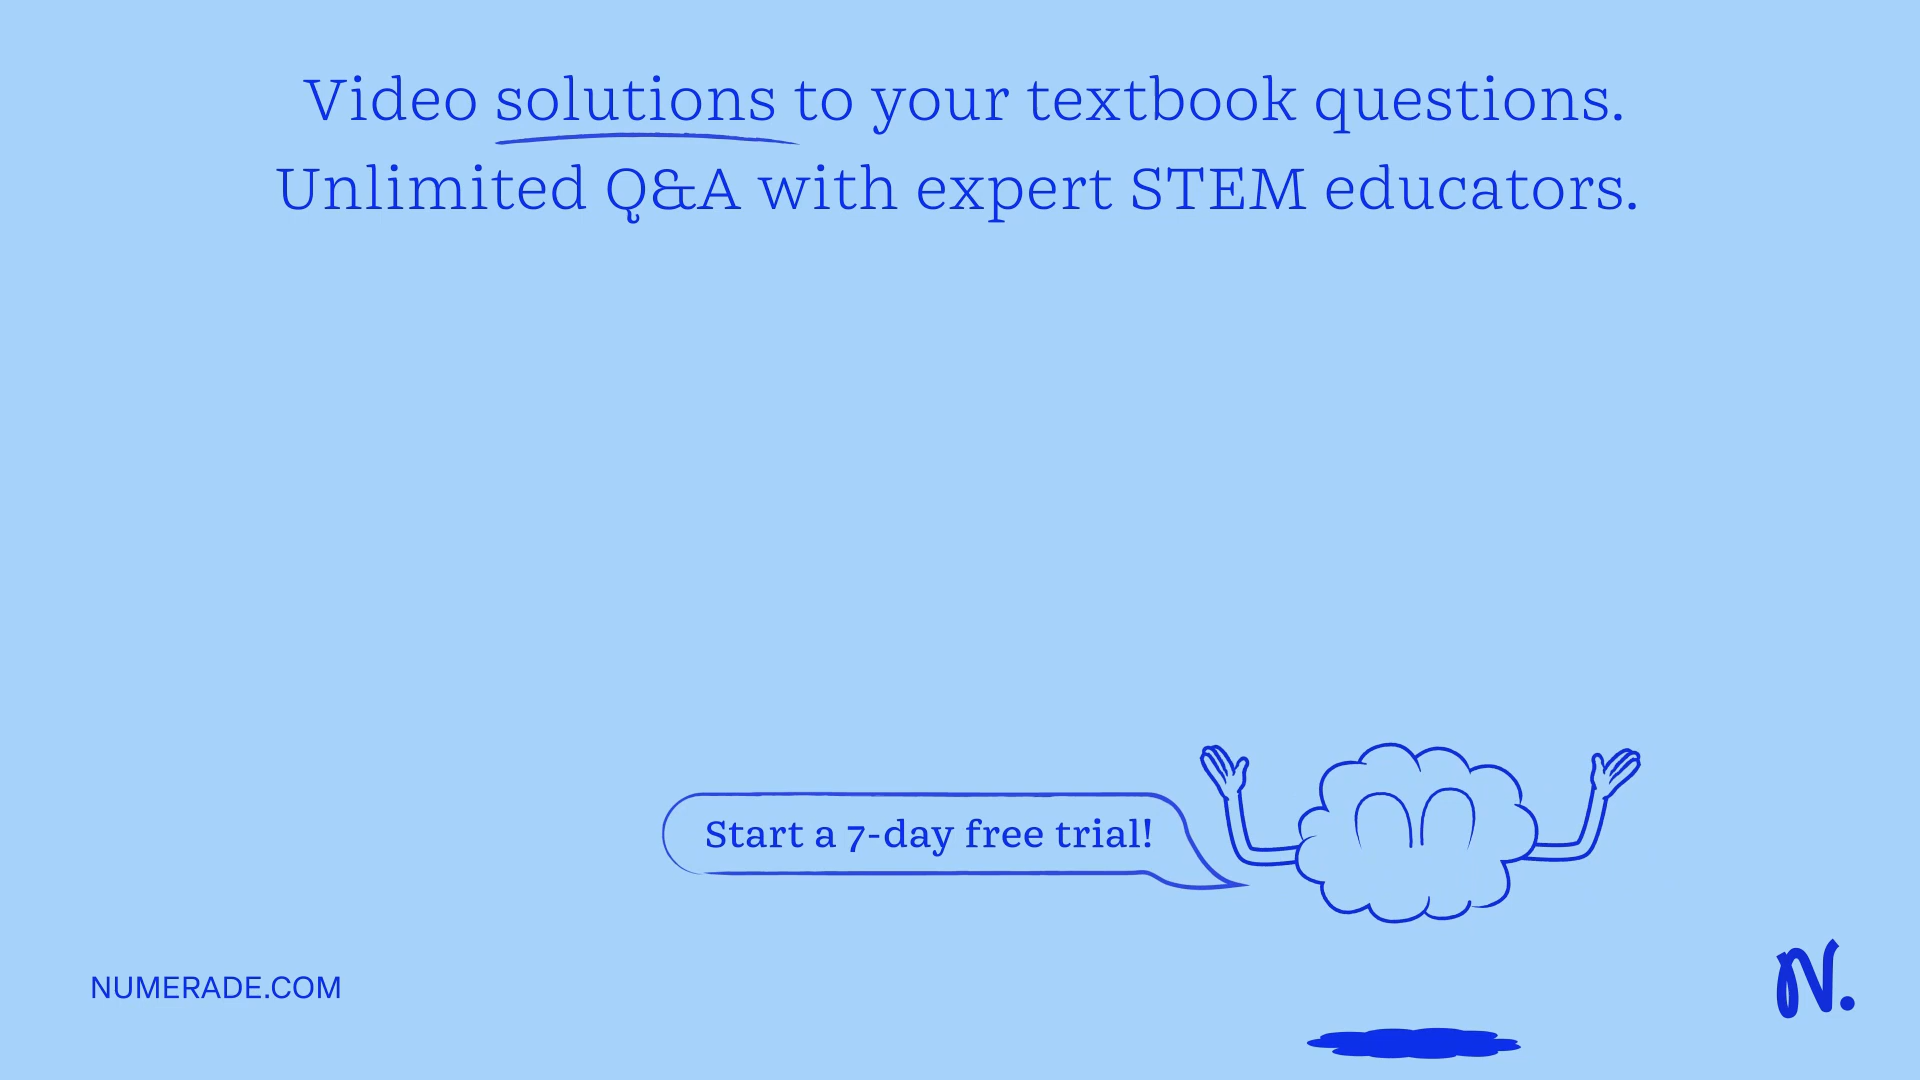 Video solutions to your textbook questions.
Unlimited Q&A with expert STEM educators.
Start a 7-day free trial!
NUMERADE.COM
N.